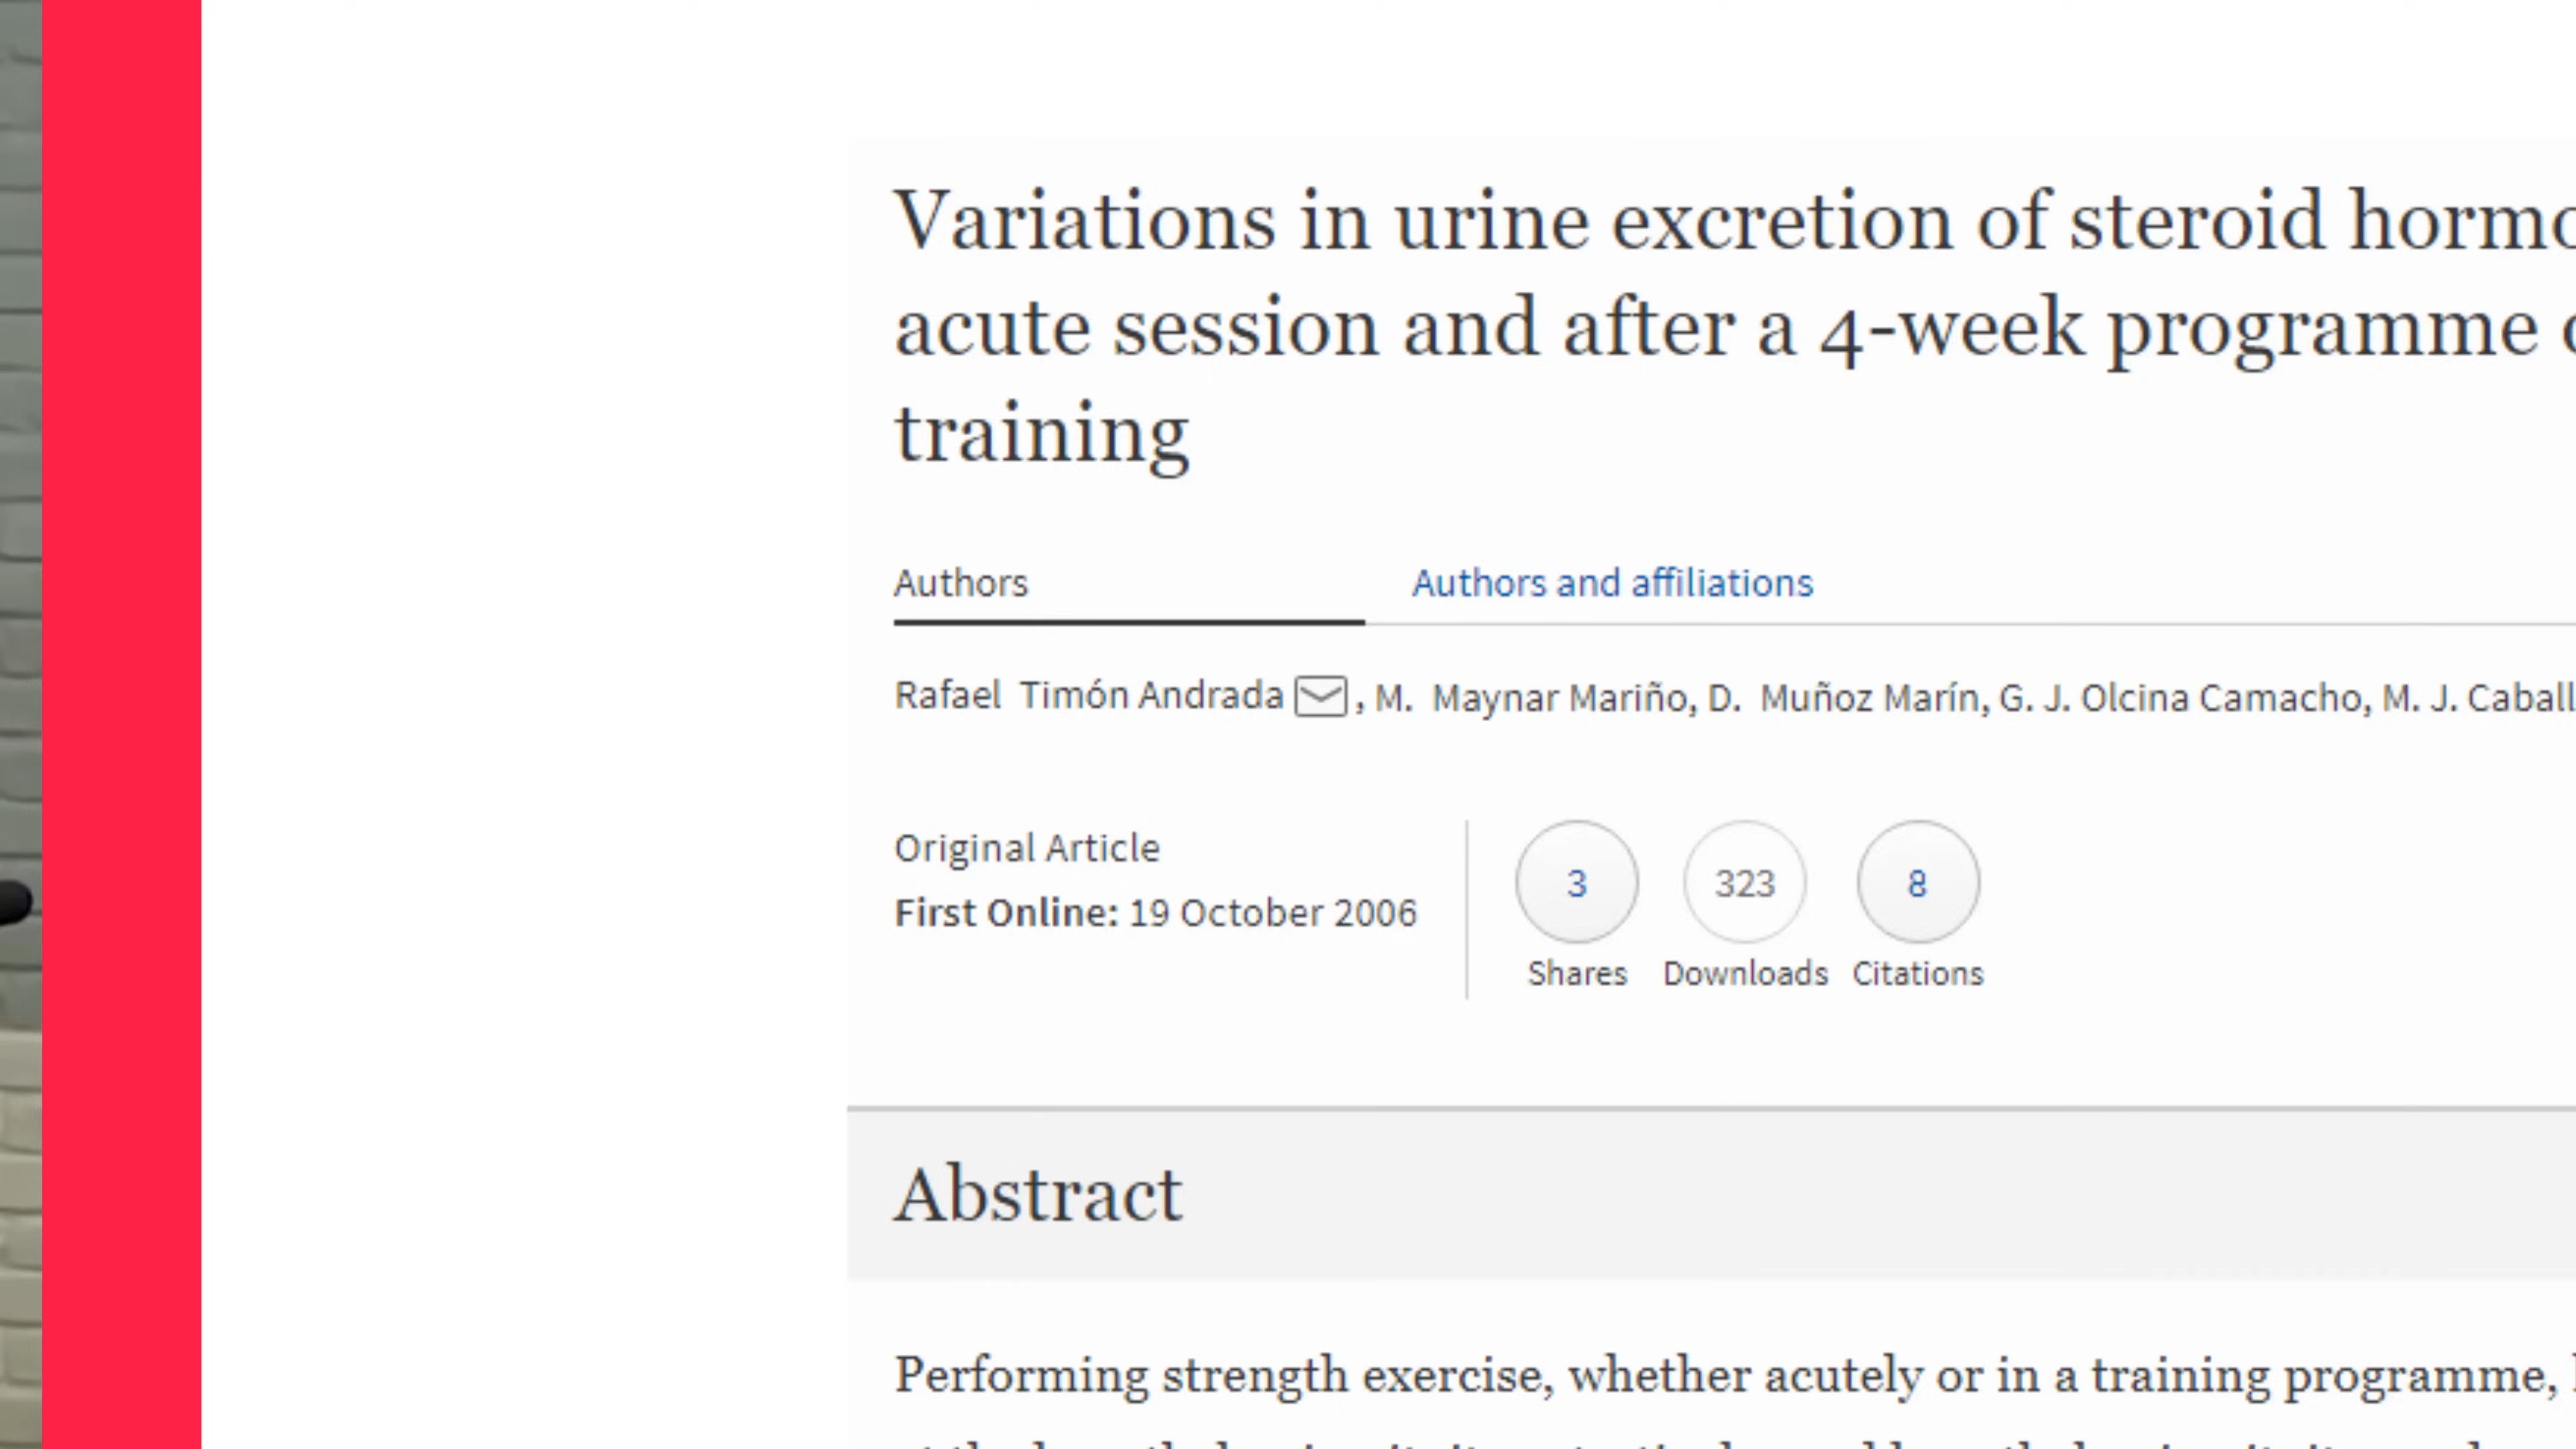 Variations in urine excretion of steroid
acute session and after a 4-week programme
training
Authors Authors and affiliations
Rafael Timón Andrada , M. Maynar Mariño, D. Muñoz Marín, G. J. Olcina Camacho, M. J.
Original Article
First Online: 19 October 2006
3 323 8
Shares Downloads Citations
Abstract
Performing strength exercise, whether acutely or in a training programme,